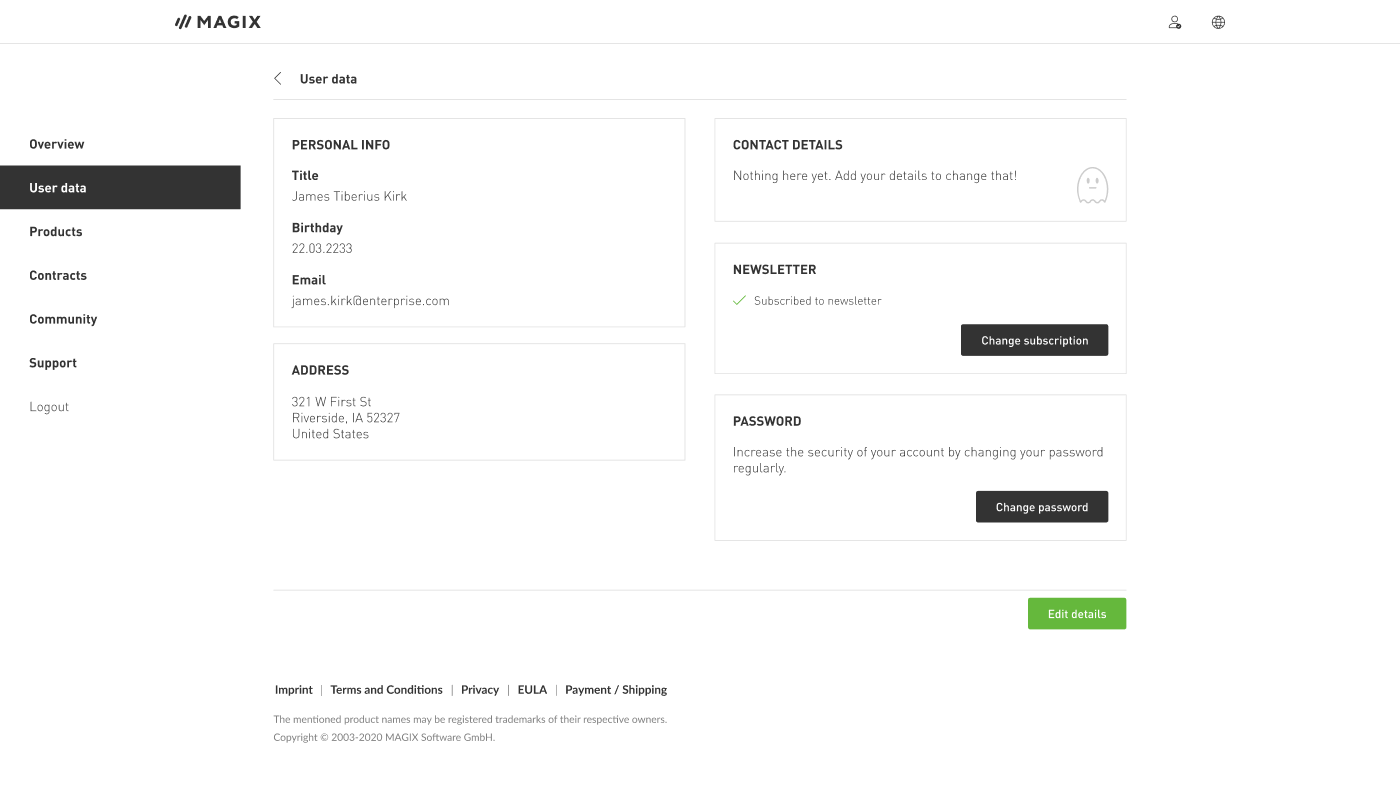 MAGIX
User data
Overview
User data
Products
Contracts
Community
Support
Logout
PERSONAL INFO
Title
James Tiberius Kirk
Birthday
22.03.2233
Email
james.kirk@enterprise.com
ADDRESS
321 W First St
Riverside, IA 52327
United States
CONTACT DETAILS
Nothing here yet. Add your details to change that!
NEWSLETTER
Subscribed to newsletter
Change subscription
PASSWORD
Increase the security of your account by changing your password
regularly.
Change password
Edit details
Imprint | Terms and Conditions | Privacy | EULA | Payment / Shipping
The mentioned product names may be registered trademarks of their respective owners.
Copyright © 2003-2020 MAGIX Software GmbH.